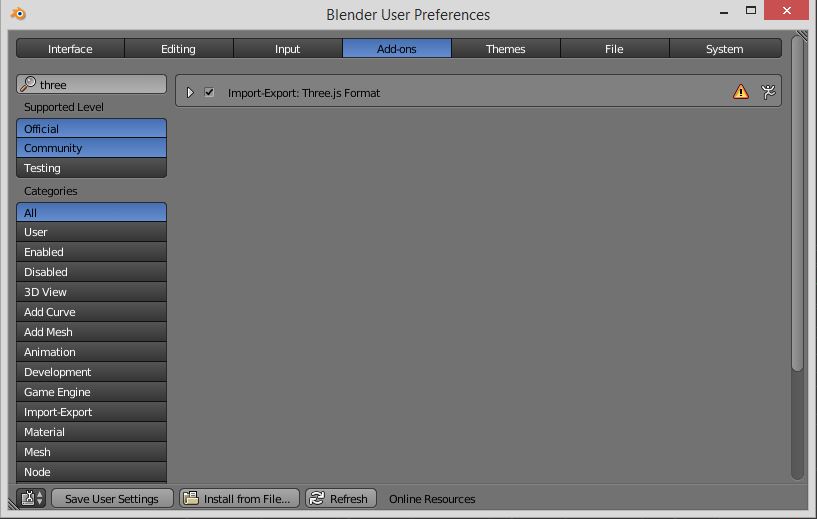 Blender User Preferences
Interface Editing Input Add-ons Themes File System
three
Import-Export: Three.js Format
Supported Level
Official
Community
Testing
Categories
All
User
Enabled
Disabled
3D View
Add Curve
Add Mesh
Animation
Development
Game Engine
Import-Export
Material
Mesh
Node
Save User Settings Install from File... Refresh Online Resources